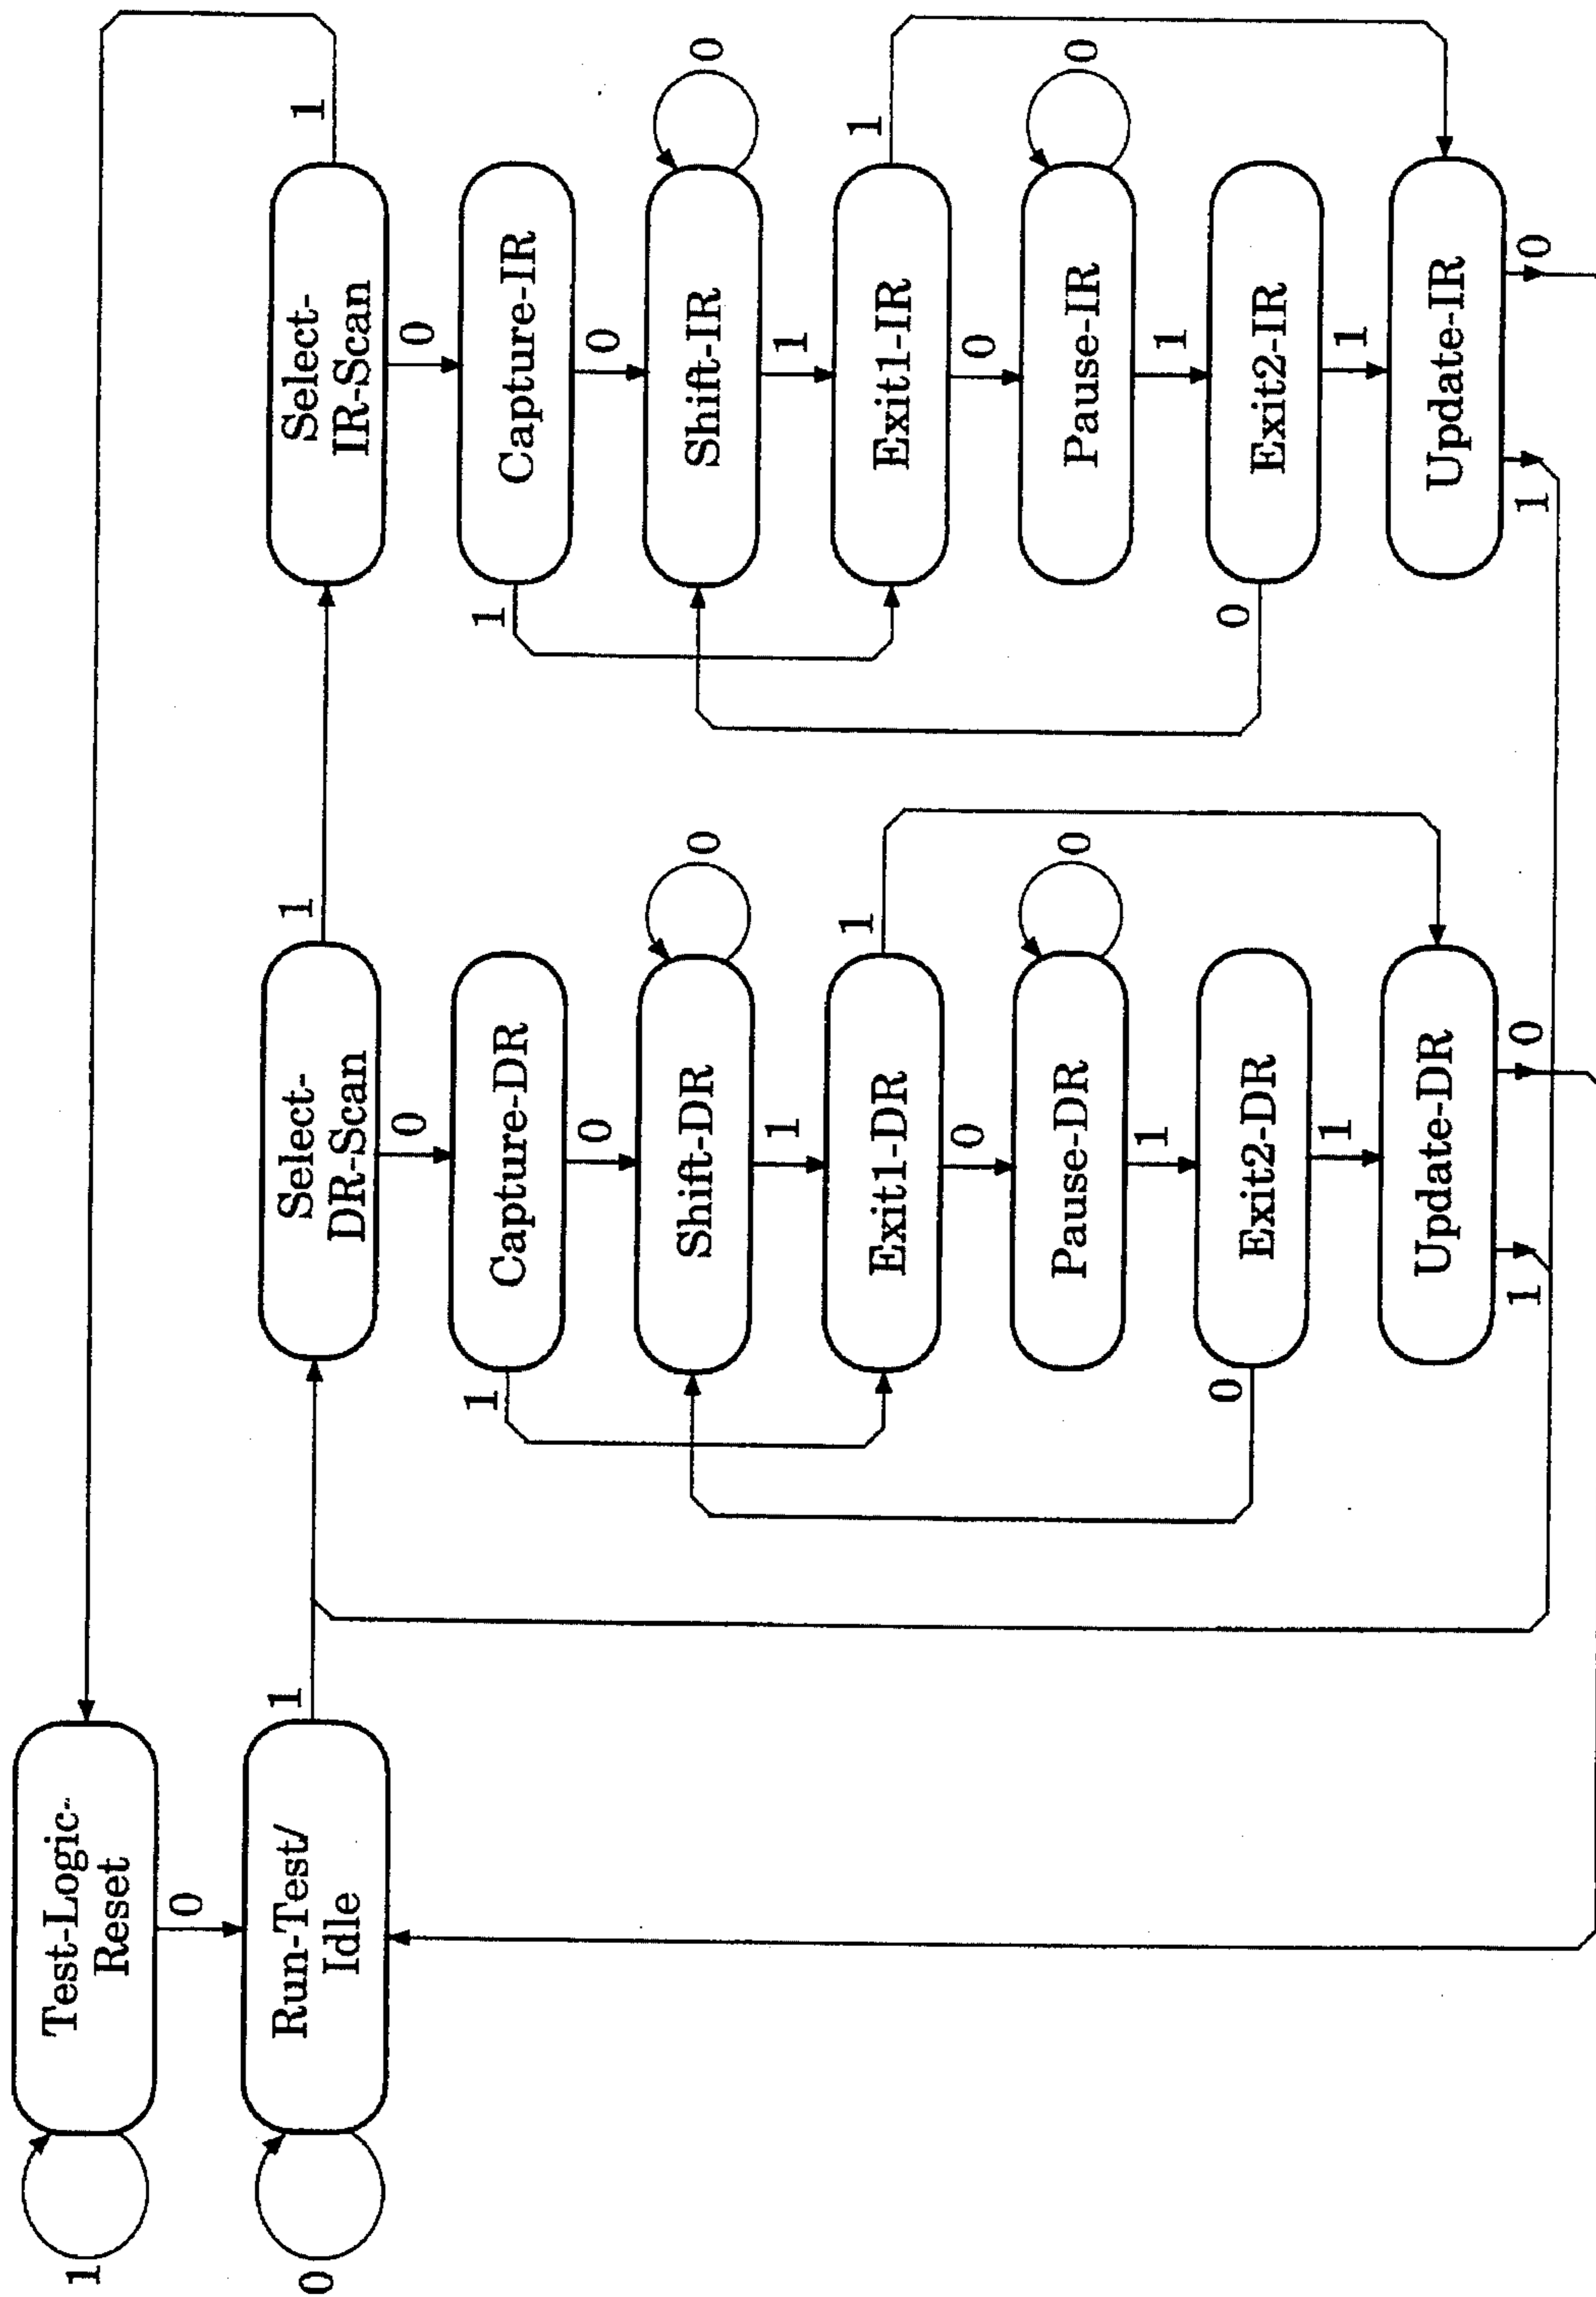 1
Test-Logic-
Reset
0
0
Run-Test/
Idle
1
Select-
DR-Scan
1
0
Capture-DR
1
0
Shift-DR
0
1
Exit1-DR
1
0
Pause-DR
0
1
Exit2-DR
0
1
Update-DR
1
0
Select-
IR-Scan
1
0
Capture-IR
1
0
Shift-IR
0
1
Exit1-IR
1
0
Pause-IR
0
1
Exit2-IR
0
1
Update-IR
1
0